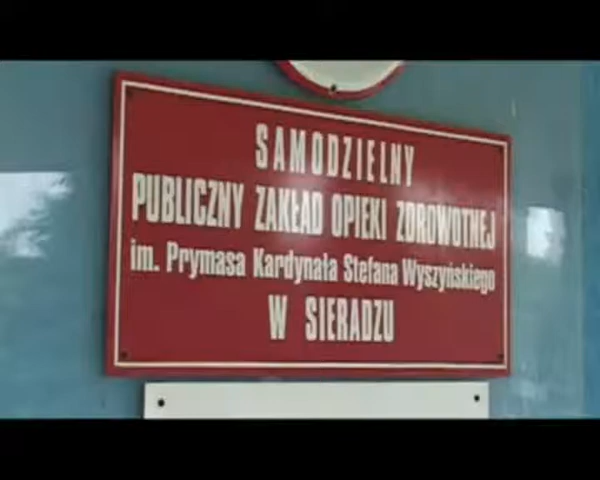 SAMODZIELNY
PUBLICZNY ZAKŁAD OPIEKI ZDROWOTNEJ
im. Prymasa Kardynała Stefana Wyszyńskiego
W SIERADZU